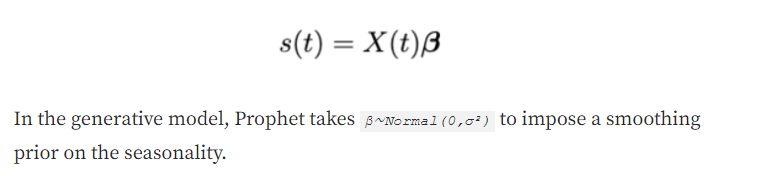 s(t) = X(t)β
In the generative model, Prophet takes β~Normal(0,σ²) to impose a smoothing
prior on the seasonality.